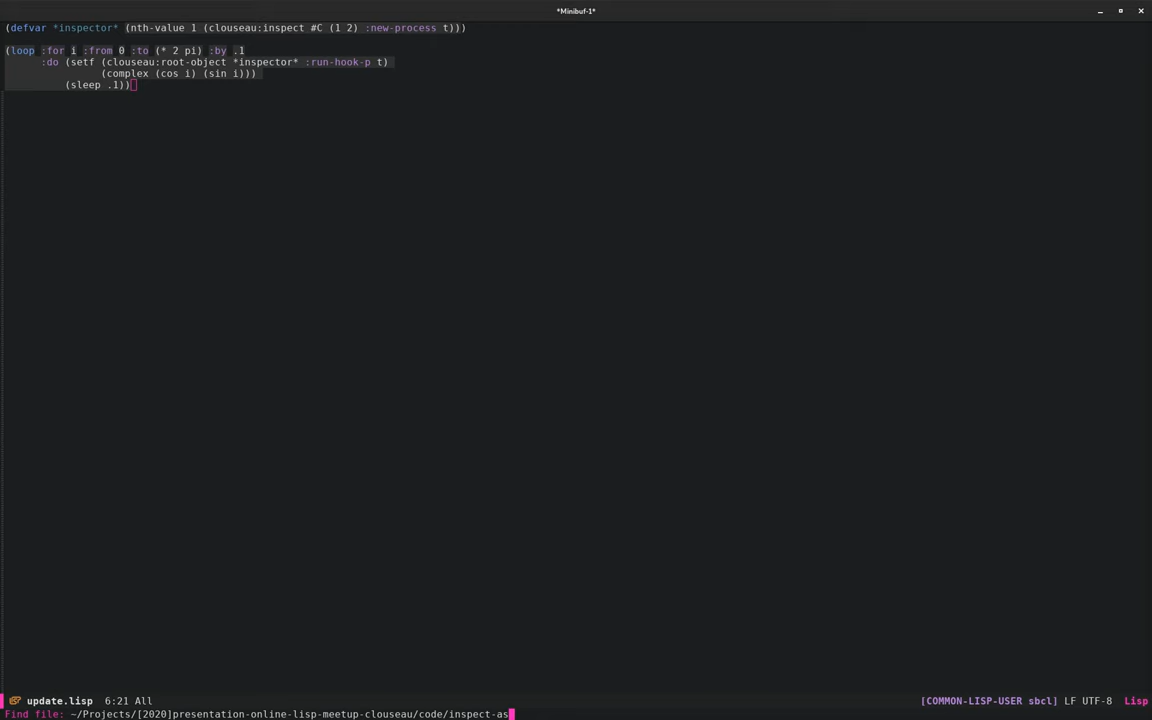 *Minibuf-1*
(defvar *inspector* (nth-value 1 (clouseau:inspect #C (1 2) :new-process t)))
(loop :for i :from 0 :to (* 2 pi) :by .1
      :do (setf (clouseau:root-object *inspector* :run-hook-p t)
                (complex (cos i) (sin i)))
          (sleep .1))
update.lisp 6:21 All [COMMON-LISP-USER sbcl] LF UTF-8 Lisp
Find file: ~/Projects/[2020]presentation-online-lisp-meetup-clouseau/code/inspect-as